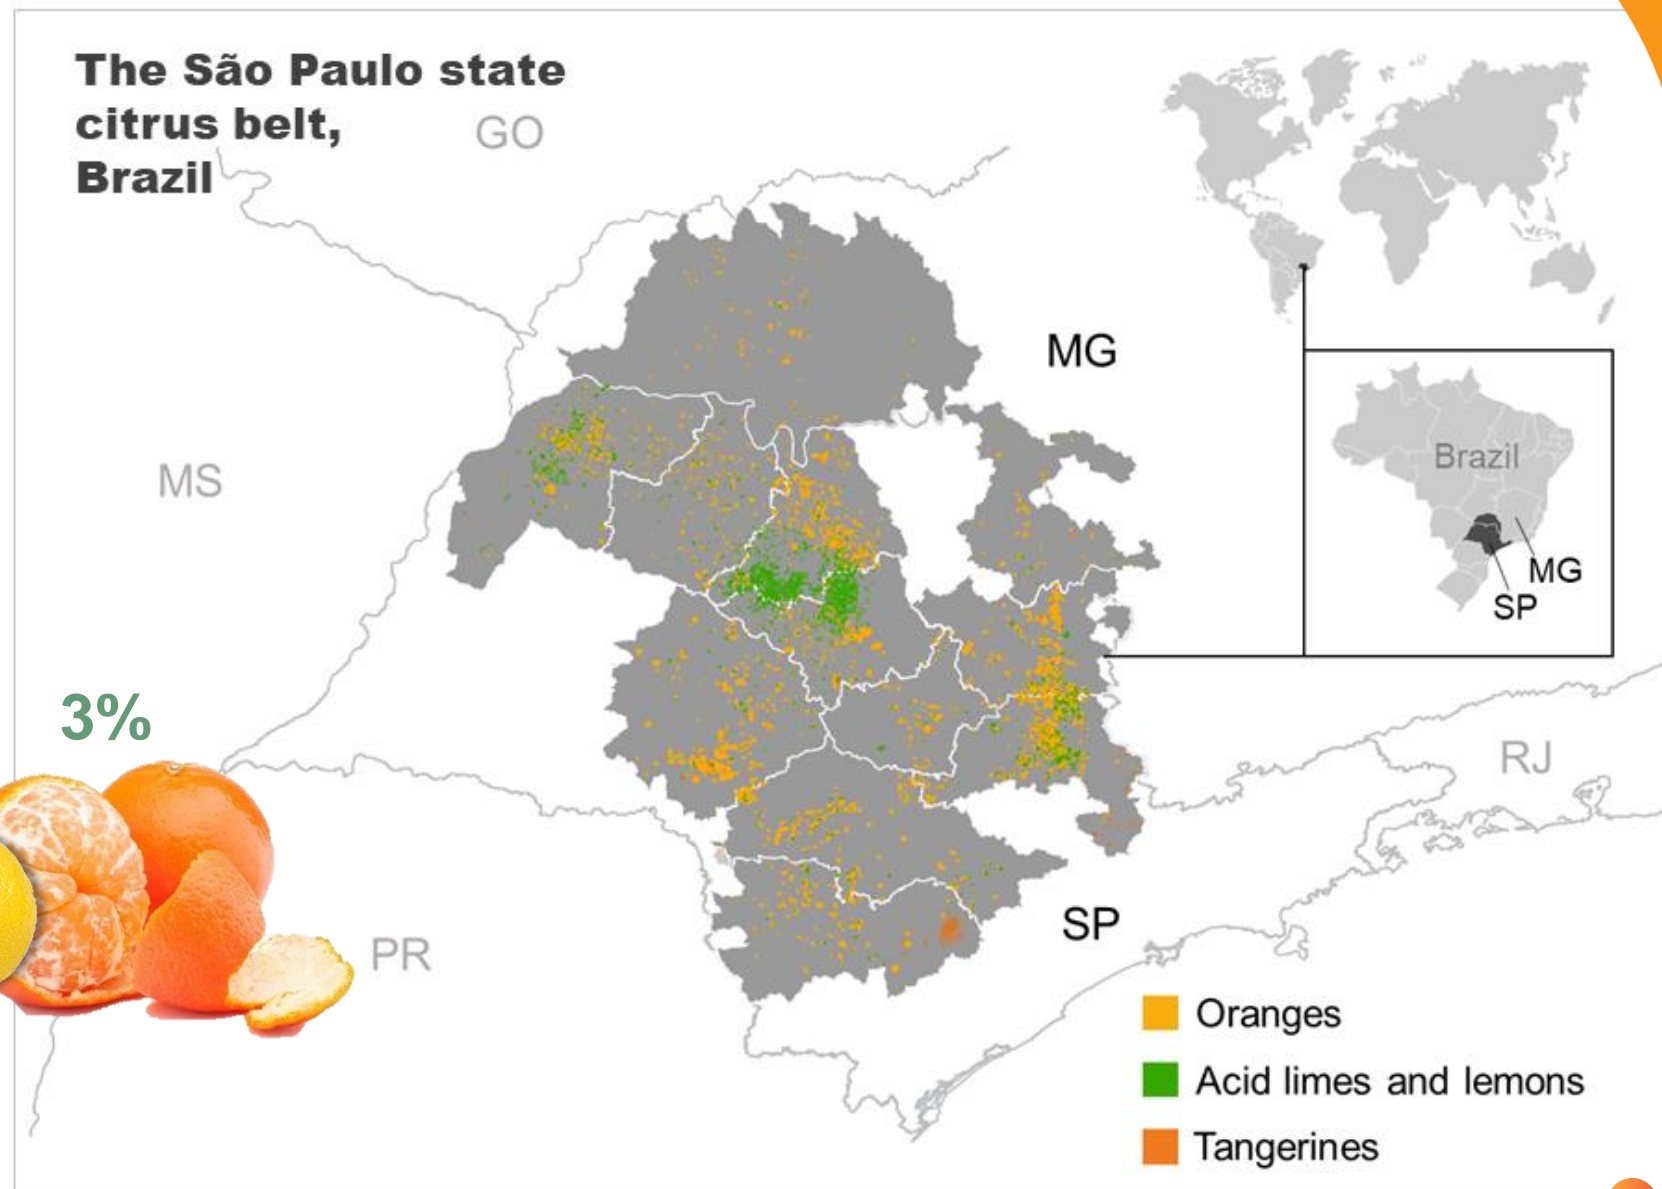 The São Paulo state
citrus belt,
Brazil
GO
MG
MS
Brazil
MG
SP
3%
RJ
PR
SP
Oranges
Acid limes and lemons
Tangerines